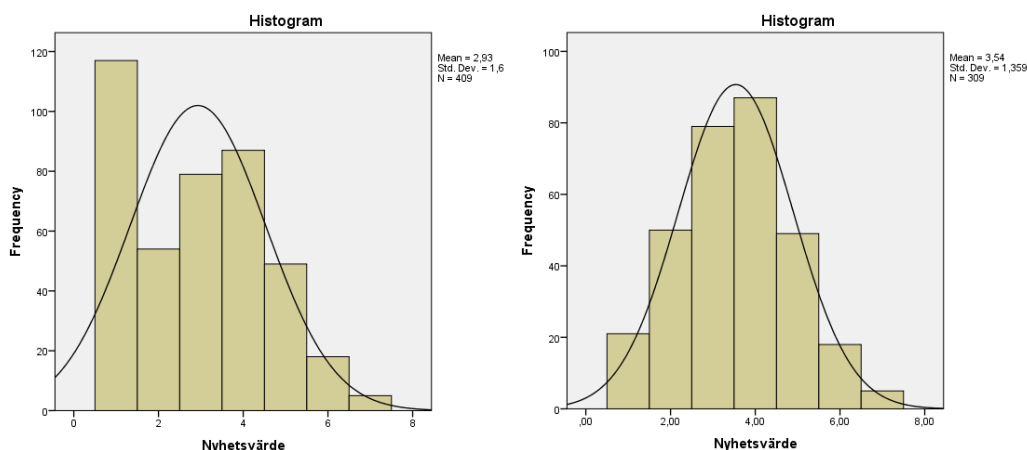 Histogram
Mean = 2,93
Std. Dev. = 1,6
N = 409
120
100
80
60
40
20
0
Frequency
0 2 4 6 8
Nyhetsvärde
Histogram
Mean = 3,54
Std. Dev. = 1,359
N = 309
100
80
60
40
20
0
Frequency
,00 2,00 4,00 6,00 8,00
Nyhetsvärde